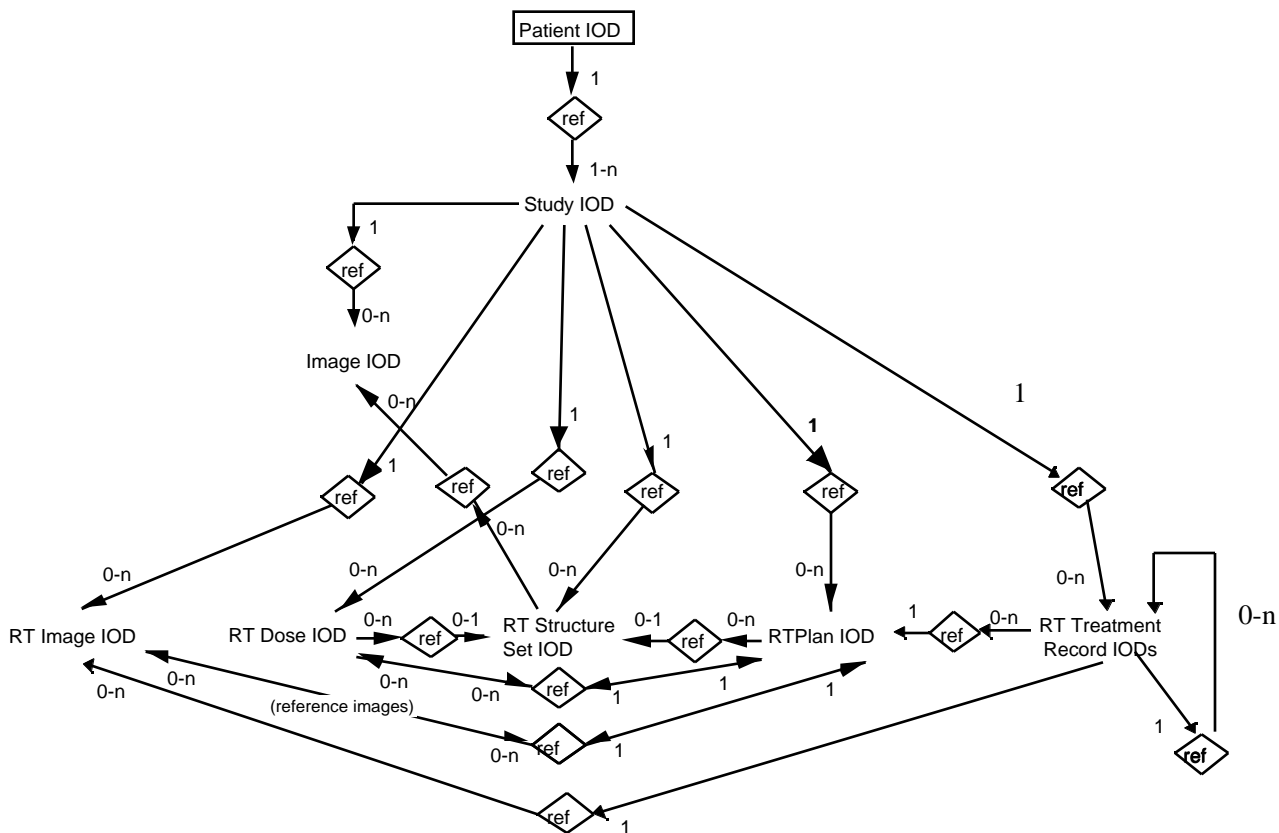 Patient IOD
1
ref
1-n
Study IOD
1
ref
0-n
Image IOD
0-n
1
1
1
1
1
ref
ref
ref
ref
ref
ref
0-n
0-n
0-n
0-n
0-n
0-n
RT Image IOD
RT Dose IOD
0-n
ref
0-1
RT Structure
Set IOD
0-1
ref
0-n
RTPlan IOD
1
ref
0-n
RT Treatment
Record IODs
0-n
0-n
0-n
0-n
0-n
ref
1
1
1
(reference images)
0-n
ref
1
1
ref
ref
1